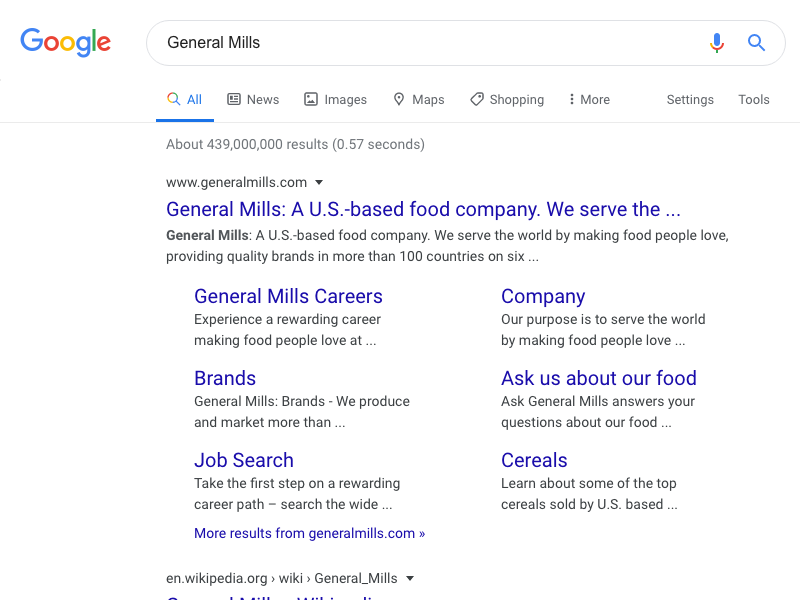 Google
General Mills
All News Images Maps Shopping More Settings Tools
About 439,000,000 results (0.57 seconds)
www.generalmills.com
General Mills: A U.S.-based food company. We serve the ...
General Mills: A U.S.-based food company. We serve the world by making food people love,
providing quality brands in more than 100 countries on six ...
General Mills Careers
Experience a rewarding career
making food people love at ...
Company
Our purpose is to serve the world
by making food people love ...
Brands
General Mills: Brands - We produce
and market more than ...
Ask us about our food
Ask General Mills answers your
questions about our food ...
Job Search
Take the first step on a rewarding
career path – search the wide ...
Cereals
Learn about some of the top
cereals sold by U.S. based ...
More results from generalmills.com »
en.wikipedia.org › wiki › General_Mills
General Mills - Wikipedia